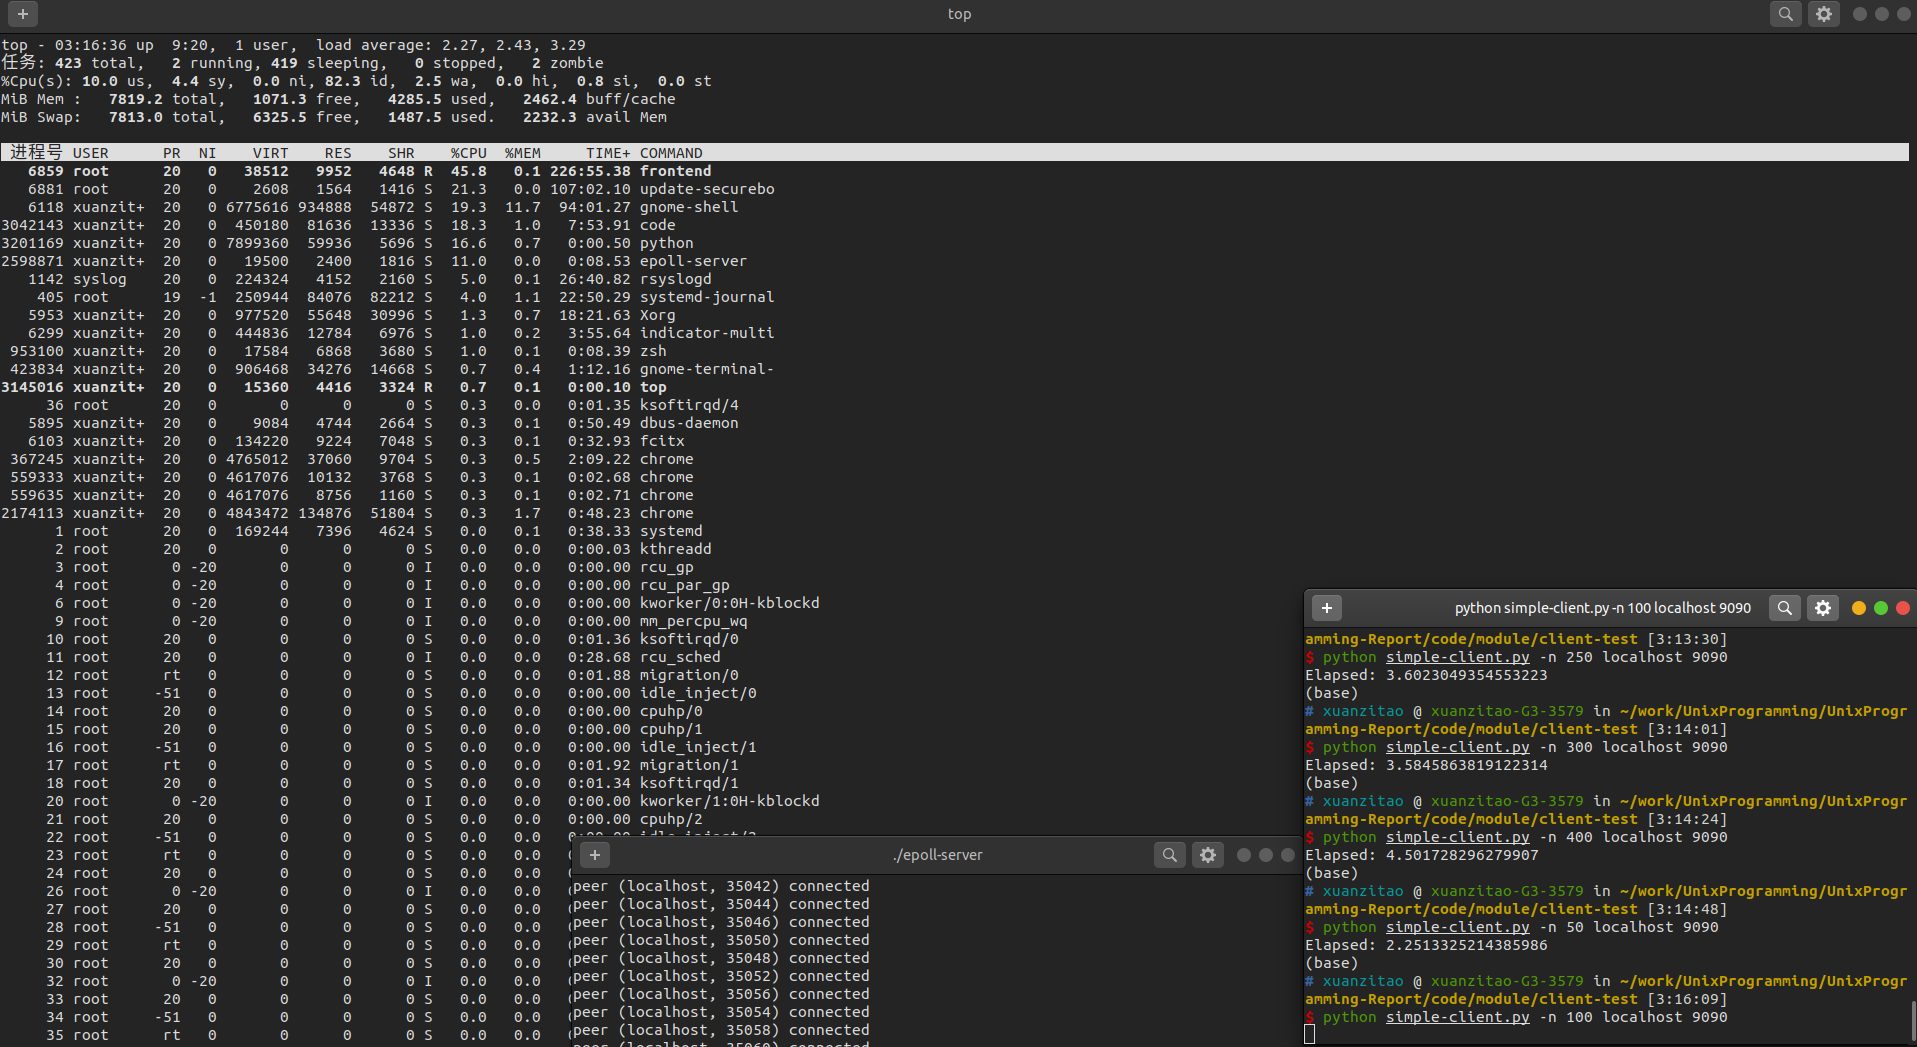 top
top - 03:16:36 up  9:20,  1 user,  load average: 2.27, 2.43, 3.29
任务: 423 total,   2 running, 419 sleeping,   0 stopped,   2 zombie
%Cpu(s): 10.0 us,  4.4 sy,  0.0 ni, 82.3 id,  2.5 wa,  0.0 hi,  0.8 si,  0.0 st
MiB Mem :   7819.2 total,   1071.3 free,   4285.5 used,   2462.4 buff/cache
MiB Swap:   7813.0 total,   6325.5 free,   1487.5 used.   2232.3 avail Mem
进程号 USER      PR  NI    VIRT    RES    SHR    %CPU  %MEM     TIME+ COMMAND
6859 root      20   0   38512   9952   4648 R  45.8   0.1 226:55.38 frontend
6881 root      20   0    2608   1564   1416 S  21.3   0.0 107:02.10 update-securebo
6118 xuanzit+  20   0 6775616 934888  54872 S  19.3  11.7  94:01.27 gnome-shell
3042143 xuanzit+  20   0  450180  81636  13336 S  18.3   1.0   7:53.91 code
3201169 xuanzit+  20   0 7899360  59936   5696 S  16.6   0.7   0:00.50 python
2598871 xuanzit+  20   0   19500   2400   1816 S  11.0   0.0   0:08.53 epoll-server
1142 syslog    20   0  224324   4152   2160 S   5.0   0.1  26:40.82 rsyslogd
405 root      19  -1  250944  84076  82212 S   4.0   1.1  22:50.29 systemd-journal
5953 xuanzit+  20   0  977520  55648  30996 S   1.3   0.7  18:21.63 Xorg
6299 xuanzit+  20   0  444836  12784   6976 S   1.0   0.2   3:55.64 indicator-multi
953100 xuanzit+  20   0   17584   6868   3680 S   1.0   0.1   0:08.39 zsh
423834 xuanzit+  20   0  906468  34276  14668 S   0.7   0.4   1:12.16 gnome-terminal-
3145016 xuanzit+  20   0   15360   4416   3324 R   0.7   0.1   0:00.10 top
36 root      20   0       0      0      0 S   0.3   0.0   0:01.35 ksoftirqd/4
5895 xuanzit+  20   0    9084   4744   2664 S   0.3   0.1   0:50.49 dbus-daemon
6103 xuanzit+  20   0  134220   9224   7048 S   0.3   0.1   0:32.93 fcitx
367245 xuanzit+  20   0 4765012  37060   9704 S   0.3   0.5   2:09.22 chrome
559333 xuanzit+  20   0 4617076  10132   3768 S   0.3   0.1   0:02.68 chrome
559635 xuanzit+  20   0 4617076   8756   1160 S   0.3   0.1   0:02.71 chrome
2174113 xuanzit+  20   0 4843472 134876  51804 S   0.3   1.7   0:48.23 chrome
1 root      20   0  169244   7396   4624 S   0.0   0.1   0:38.33 systemd
2 root      20   0       0      0      0 S   0.0   0.0   0:00.03 kthreadd
3 root       0 -20       0      0      0 I   0.0   0.0   0:00.00 rcu_gp
4 root       0 -20       0      0      0 I   0.0   0.0   0:00.00 rcu_par_gp
6 root       0 -20       0      0      0 I   0.0   0.0   0:00.00 kworker/0:0H-kblockd
9 root       0 -20       0      0      0 I   0.0   0.0   0:00.00 mm_percpu_wq
10 root      20   0       0      0      0 S   0.0   0.0   0:01.36 ksoftirqd/0
11 root      20   0       0      0      0 I   0.0   0.0   0:28.68 rcu_sched
12 root      rt   0       0      0      0 S   0.0   0.0   0:01.88 migration/0
13 root     -51   0       0      0      0 S   0.0   0.0   0:00.00 idle_inject/0
14 root      20   0       0      0      0 S   0.0   0.0   0:00.00 cpuhp/0
15 root      20   0       0      0      0 S   0.0   0.0   0:00.00 cpuhp/1
16 root     -51   0       0      0      0 S   0.0   0.0   0:00.00 idle_inject/1
17 root      rt   0       0      0      0 S   0.0   0.0   0:01.92 migration/1
18 root      20   0       0      0      0 S   0.0   0.0   0:01.34 ksoftirqd/1
20 root       0 -20       0      0      0 I   0.0   0.0   0:00.00 kworker/1:0H-kblockd
21 root      20   0       0      0      0 S   0.0   0.0   0:00.00 cpuhp/2
22 root     -51   0       0      0      0 S   0.0   0.0
23 root      rt   0       0      0      0 S   0.0   0.0
24 root      20   0       0      0      0 S   0.0   0.0
26 root       0 -20       0      0      0 I   0.0   0.0
27 root      20   0       0      0      0 S   0.0   0.0
28 root     -51   0       0      0      0 S   0.0   0.0
29 root      rt   0       0      0      0 S   0.0   0.0
30 root      20   0       0      0      0 S   0.0   0.0
32 root       0 -20       0      0      0 I   0.0   0.0
33 root      20   0       0      0      0 S   0.0   0.0
34 root     -51   0       0      0      0 S   0.0   0.0
35 root      rt   0       0      0      0 S   0.0   0.0
./epoll-server
peer (localhost, 35042) connected
peer (localhost, 35044) connected
peer (localhost, 35046) connected
peer (localhost, 35050) connected
peer (localhost, 35048) connected
peer (localhost, 35052) connected
peer (localhost, 35056) connected
peer (localhost, 35054) connected
peer (localhost, 35058) connected
python simple-client.py -n 100 localhost 9090
amming-Report/code/module/client-test [3:13:30]
$ python simple-client.py -n 250 localhost 9090
Elapsed: 3.6023049354553223
(base)
# xuanzitao @ xuanzitao-G3-3579 in ~/work/UnixProgramming/UnixProgr
amming-Report/code/module/client-test [3:14:01]
$ python simple-client.py -n 300 localhost 9090
Elapsed: 3.5845863819122314
(base)
# xuanzitao @ xuanzitao-G3-3579 in ~/work/UnixProgramming/UnixProgr
amming-Report/code/module/client-test [3:14:24]
$ python simple-client.py -n 400 localhost 9090
Elapsed: 4.501728296279907
(base)
# xuanzitao @ xuanzitao-G3-3579 in ~/work/UnixProgramming/UnixProgr
amming-Report/code/module/client-test [3:14:48]
$ python simple-client.py -n 50 localhost 9090
Elapsed: 2.2513325214385986
(base)
# xuanzitao @ xuanzitao-G3-3579 in ~/work/UnixProgramming/UnixProgr
amming-Report/code/module/client-test [3:16:09]
$ python simple-client.py -n 100 localhost 9090